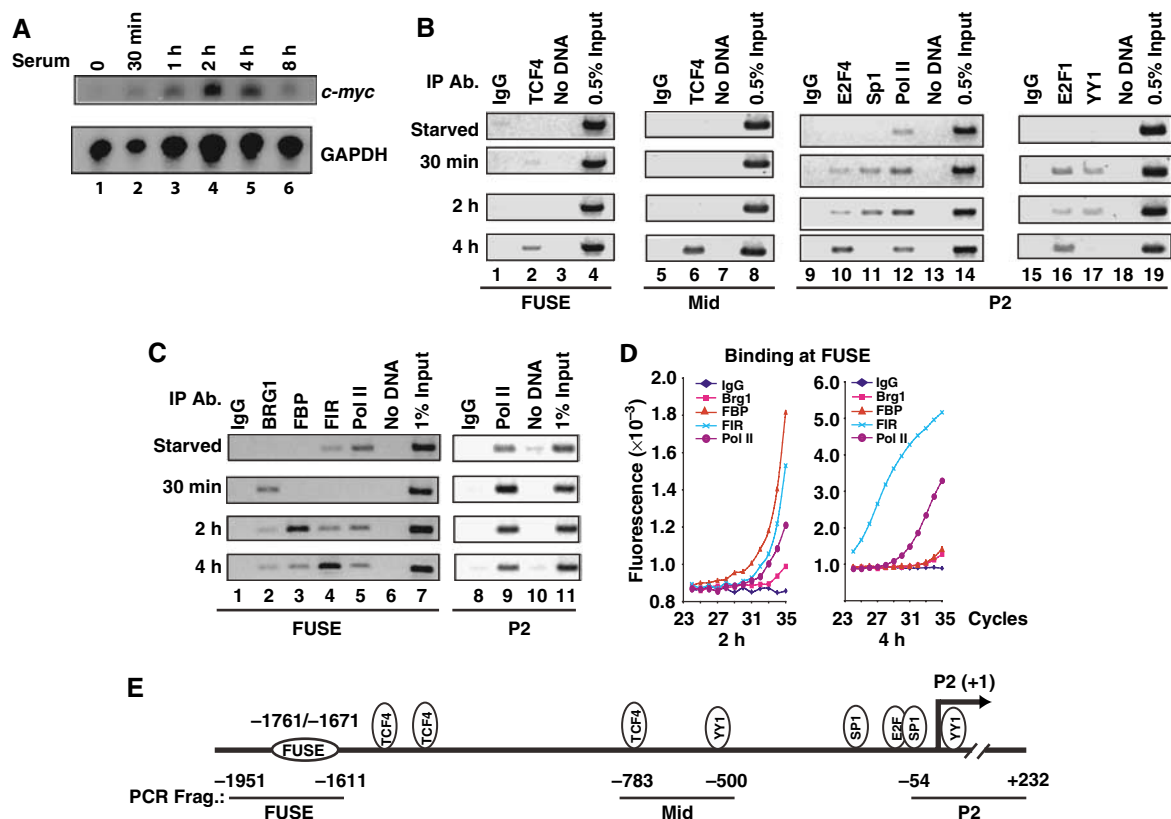 A
Serum
0
30 min
1 h
2 h
4 h
8 h
c-myc
GAPDH
1 2 3 4 5 6
B
IP Ab.
IgG
TCF4
No DNA
0.5% Input
IgG
TCF4
No DNA
0.5% Input
IgG
E2F4
Sp1
Pol II
No DNA
0.5% Input
IgG
E2F1
YY1
No DNA
0.5% Input
Starved
30 min
2 h
4 h
1 2 3 4 5 6 7 8 9 10 11 12 13 14 15 16 17 18 19
FUSE Mid P2
C
IP Ab.
IgG
BRG1
FBP
FIR
Pol II
No DNA
1% Input
IgG
Pol II
No DNA
1% Input
Starved
30 min
2 h
4 h
1 2 3 4 5 6 7 8 9 10 11
FUSE P2
D
Binding at FUSE
Fluorescence (×10−3)
2.0
1.8
1.6
1.4
1.2
1.0
0.8
IgG
Brg1
FBP
FIR
Pol II
23 27 31 35
2 h
6.0
5.0
4.0
3.0
2.0
1.0
IgG
Brg1
FBP
FIR
Pol II
23 27 31 35 Cycles
4 h
E
P2 (+1)
−1761/−1671
FUSE
TCF4
TCF4
TCF4
YY1
SP1
E2F
SP1
YY1
−1951 −1611 −783 −500 −54 +232
PCR Frag.:
FUSE Mid P2